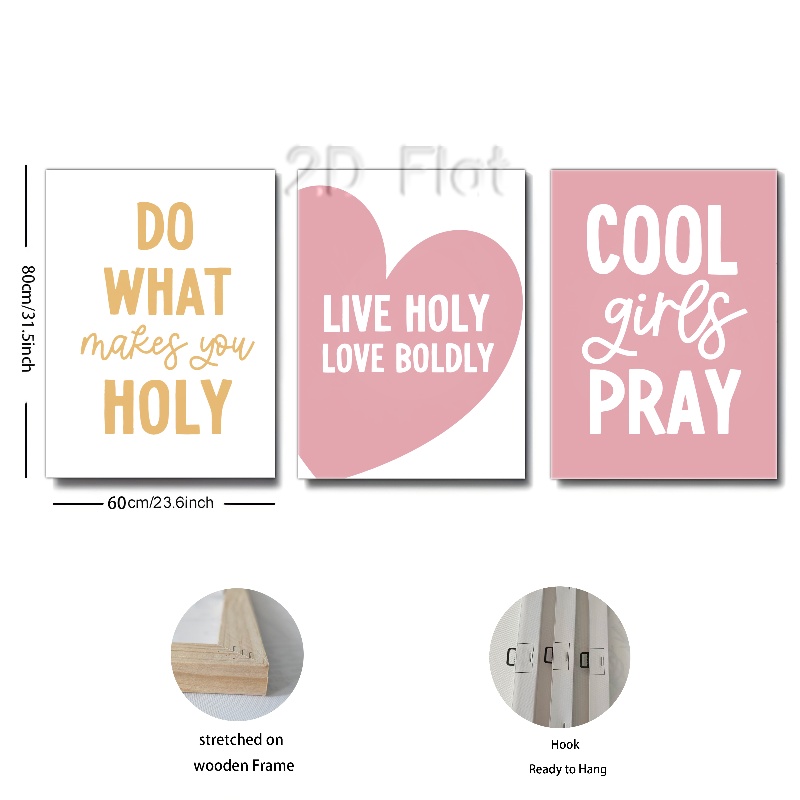 2D Flat
DO
WHAT
makes you
HOLY
LIVE HOLY
LOVE BOLDLY
COOL
girls
PRAY
80cm/31.5inch
60cm/23.6inch
stretched on
wooden Frame
Hook
Ready to Hang